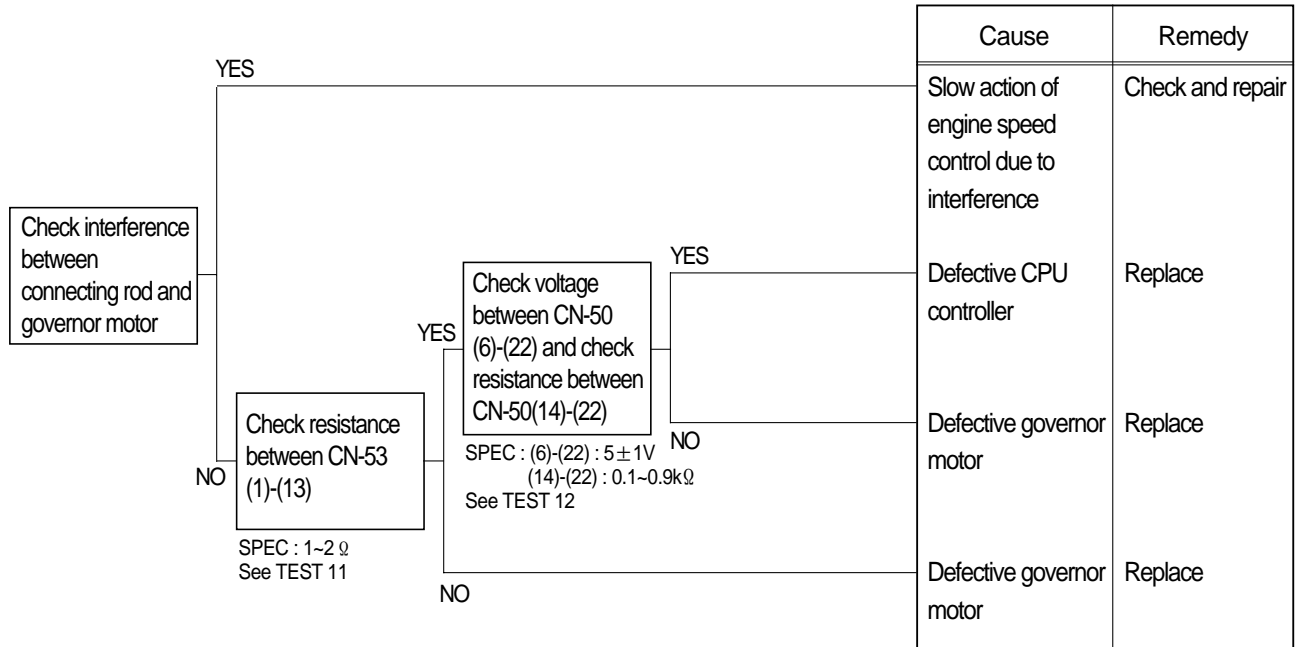 Cause
Remedy
YES
Slow action of
engine speed
control due to
interference
Check and repair
Check interference
between
connecting rod and
governor motor
YES
Check voltage
between CN-50
(6)-(22) and check
resistance between
CN-50(14)-(22)
YES
Defective CPU
controller
Replace
NO
SPEC : (6)-(22) : 5±1V
(14)-(22) : 0.1~0.9kΩ
See TEST 12
Defective governor
motor
Replace
NO
Check resistance
between CN-53
(1)-(13)
SPEC : 1~2 Ω
See TEST 11
NO
Defective governor
motor
Replace